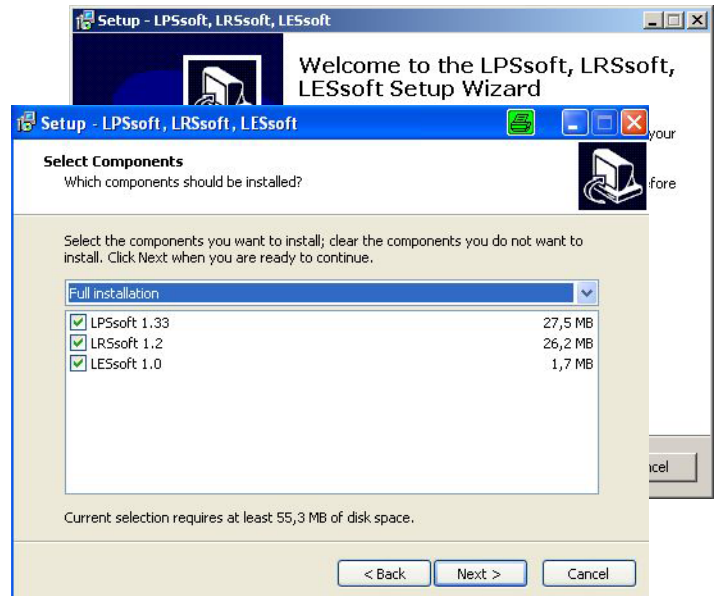 Setup - LPSsoft, LRSsoft, LESsoft
Welcome to the LPSsoft, LRSsoft,
LESsoft Setup Wizard
your
fore
ncel
Setup - LPSsoft, LRSsoft, LESsoft
Select Components
Which components should be installed?
Select the components you want to install; clear the components you do not want to
install. Click Next when you are ready to continue.
Full installation
LPSsoft 1.33 27,5 MB
LRSsoft 1.2 26,2 MB
LESsoft 1.0 1,7 MB
Current selection requires at least 55,3 MB of disk space.
< Back Next > Cancel